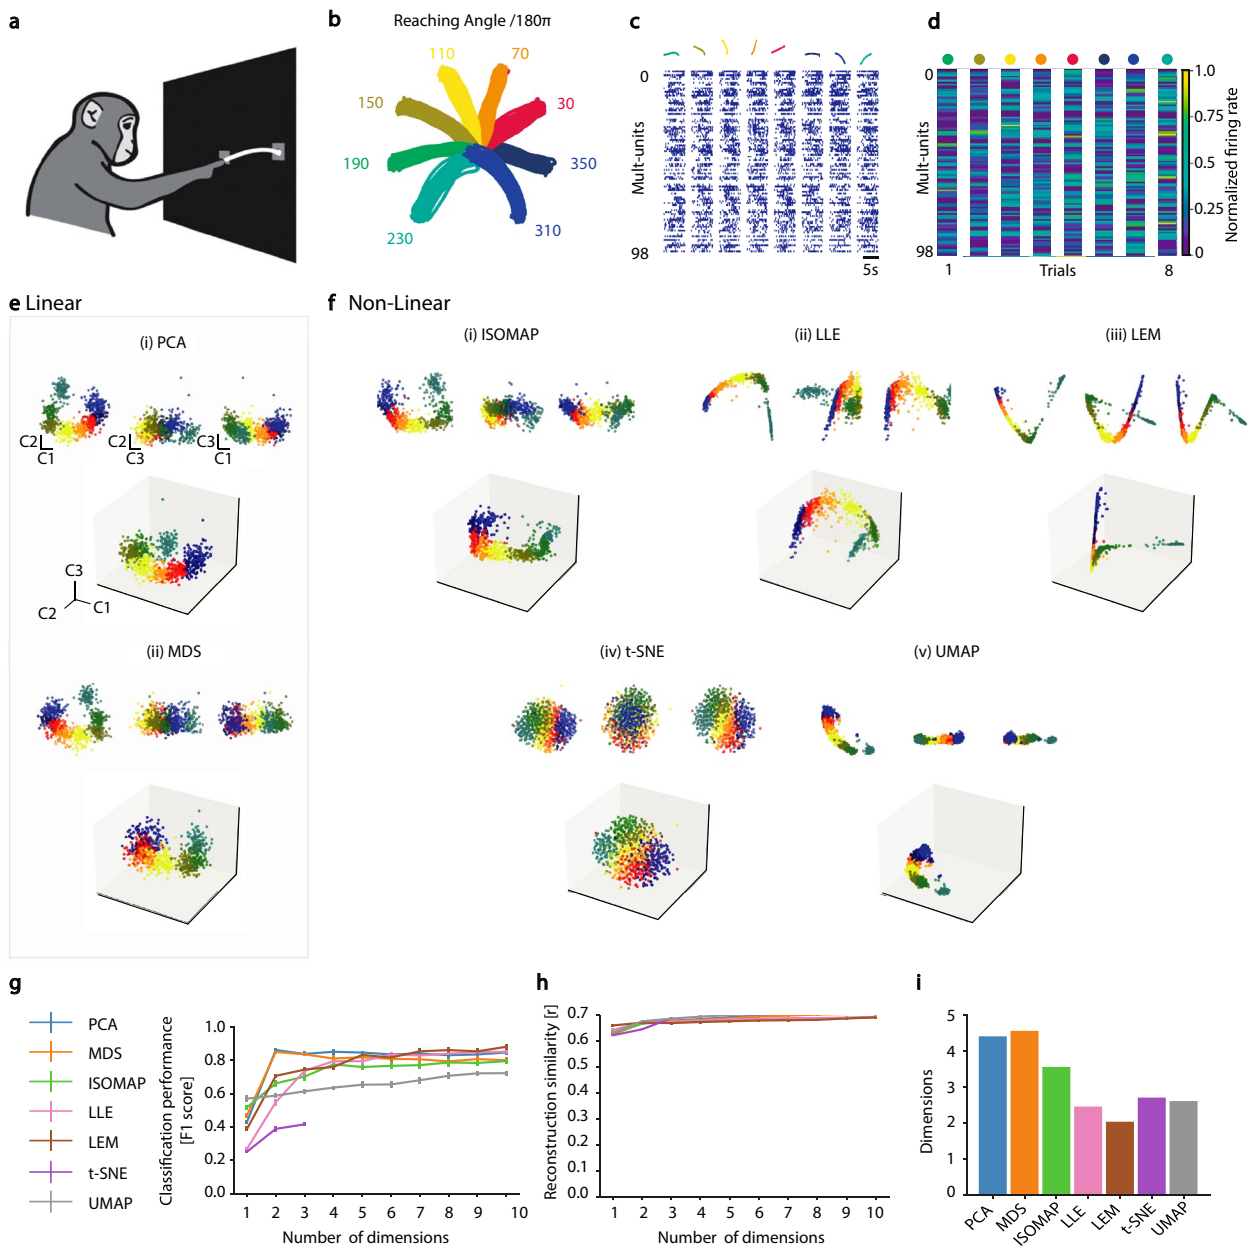 a
b
Reaching Angle /180π
110
70
150
30
190
350
230
310
c
0
Mult-units
98
5s
d
0
Mult-units
98
1
Trials
8
1.0
0.75
0.5
0.25
0
Normalized firing rate
e Linear
(i) PCA
C2
C1
C2
C3
C3
C1
C3
C2
C1
(ii) MDS
f Non-Linear
(i) ISOMAP
(ii) LLE
(iii) LEM
(iv) t-SNE
(v) UMAP
g
PCA
MDS
ISOMAP
LLE
LEM
t-SNE
UMAP
Classification performance
[F1 score]
1.0
0.8
0.6
0.4
0.2
0.0
1 2 3 4 5 6 7 8 9 10
Number of dimensions
h
Reconstruction similarity [r]
0.7
0.6
0.5
0.4
0.3
0.2
0.1
0.0
1 2 3 4 5 6 7 8 9 10
Number of dimensions
i
Dimensions
5
4
3
2
1
0
PCA
MDS
ISOMAP
LLE
LEM
t-SNE
UMAP